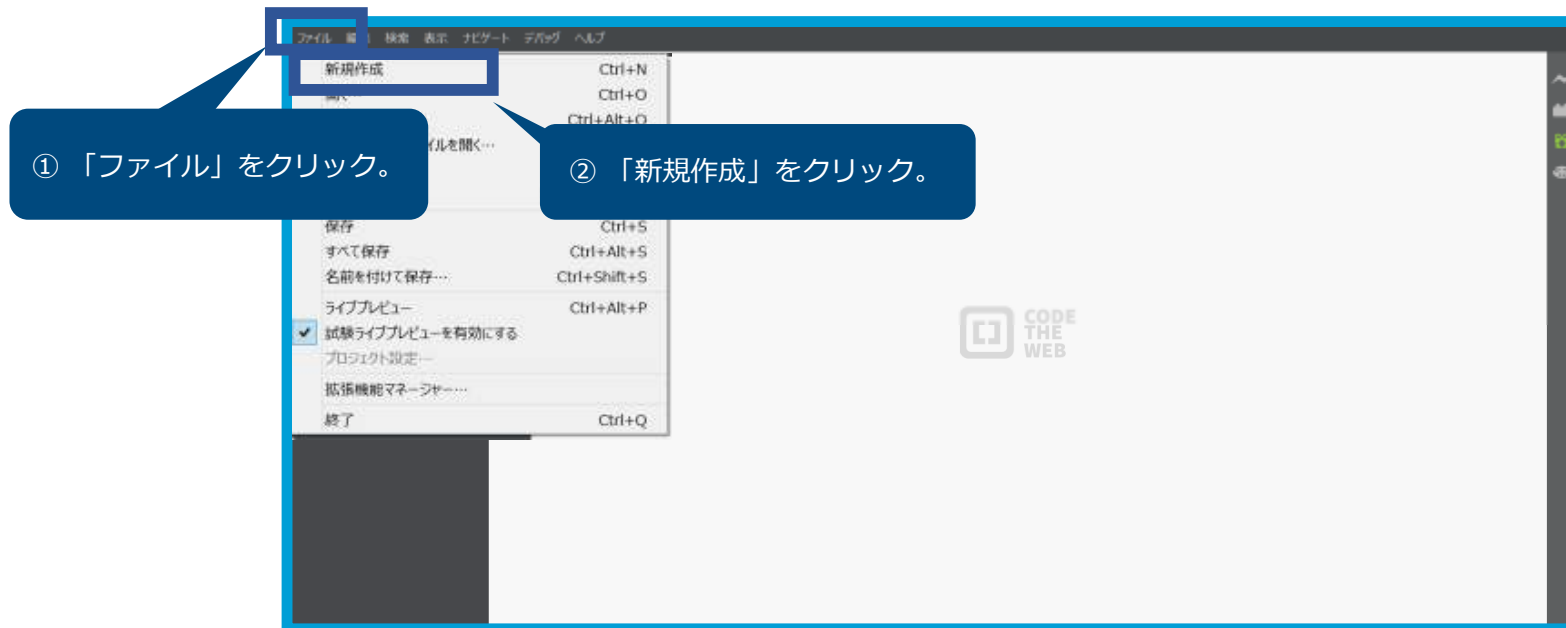 ファイル 検索 表示 ナビゲート デバッグ ヘルプ
新規作成 Ctrl+N
Ctrl+O
Ctrl+Alt+O
イルを開く…
① 「ファイル」をクリック。
② 「新規作成」をクリック。
保存 Ctrl+S
すべて保存 Ctrl+Alt+S
名前を付けて保存… Ctrl+Shift+S
ライブプレビュー Ctrl+Alt+P
試験ライブプレビューを有効にする
プロジェクト設定…
拡張機能マネージャー…
終了 Ctrl+Q
CODE
THE
WEB